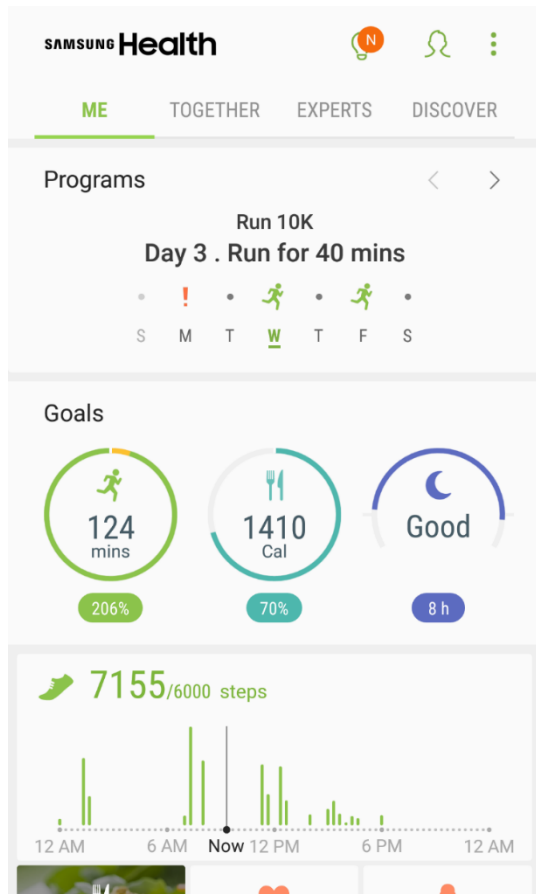 SAMSUNG Health
N
ME TOGETHER EXPERTS DISCOVER
Programs
Run 10K
Day 3 . Run for 40 mins
!
S M T W T F S
Goals
124 1410 Good
mins Cal
206% 70% 8 h
7155/6000 steps
12 AM 6 AM Now 12 PM 6 PM 12 AM